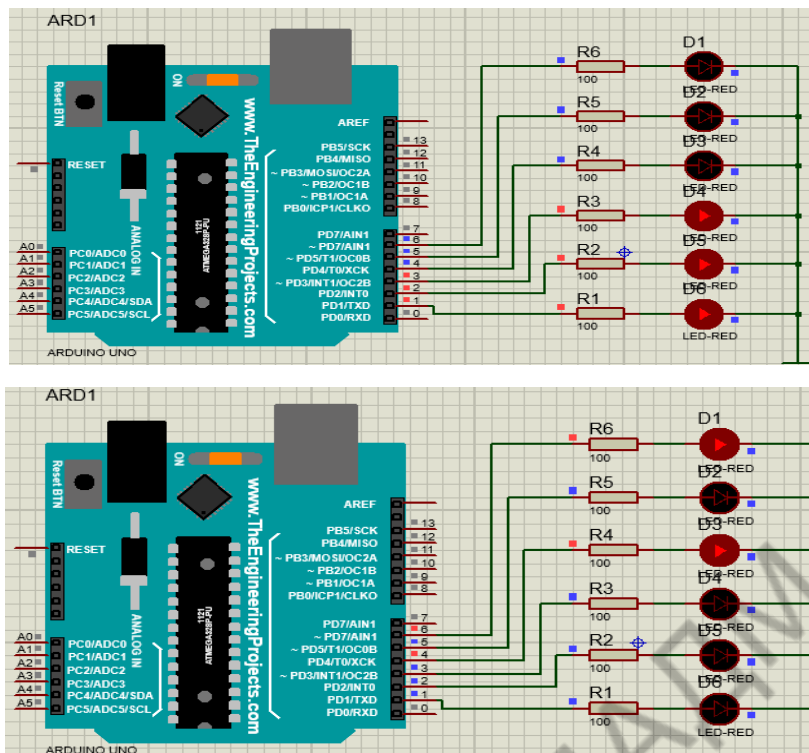 ARD1
Reset BTN
ON
www.TheEngineeringProjects.com
ANALOG IN
1121
ATMEGA328P-PU
RESET
A0 PC0/ADC0
A1 PC1/ADC1
A2 PC2/ADC2
A3 PC3/ADC3
A4 PC4/ADC4/SDA
A5 PC5/ADC5/SCL
AREF
PB5/SCK 13
PB4/MISO 12
~ PB3/MOSI/OC2A 11
~ PB2/OC1B 10
~ PB1/OC1A 9
PB0/ICP1/CLKO 8
PD7/AIN1 7
~ PD7/AIN1 6
~ PD5/T1/OC0B 5
PD4/T0/XCK 4
~ PD3/INT1/OC2B 3
PD2/INT0 2
PD1/TXD 1
PD0/RXD 0
ARDUINO UNO
R6 D1
100 LED-RED
R5 D2
100 LED-RED
R4 D3
100 LED-RED
R3 D4
100 LED-RED
R2 D5
100 LED-RED
R1 D6
100 LED-RED
ARD1
Reset BTN
ON
www.TheEngineeringProjects.com
ANALOG IN
1121
ATMEGA328P-PU
RESET
A0 PC0/ADC0
A1 PC1/ADC1
A2 PC2/ADC2
A3 PC3/ADC3
A4 PC4/ADC4/SDA
A5 PC5/ADC5/SCL
AREF
PB5/SCK 13
PB4/MISO 12
~ PB3/MOSI/OC2A 11
~ PB2/OC1B 10
~ PB1/OC1A 9
PB0/ICP1/CLKO 8
PD7/AIN1 7
~ PD7/AIN1 6
~ PD5/T1/OC0B 5
PD4/T0/XCK 4
~ PD3/INT1/OC2B 3
PD2/INT0 2
PD1/TXD 1
PD0/RXD 0
ARDUINO UNO
R6 D1
100 LED-RED
R5 D2
100 LED-RED
R4 D3
100 LED-RED
R3 D4
100 LED-RED
R2 D5
100 LED-RED
R1 D6
100 LED-RED